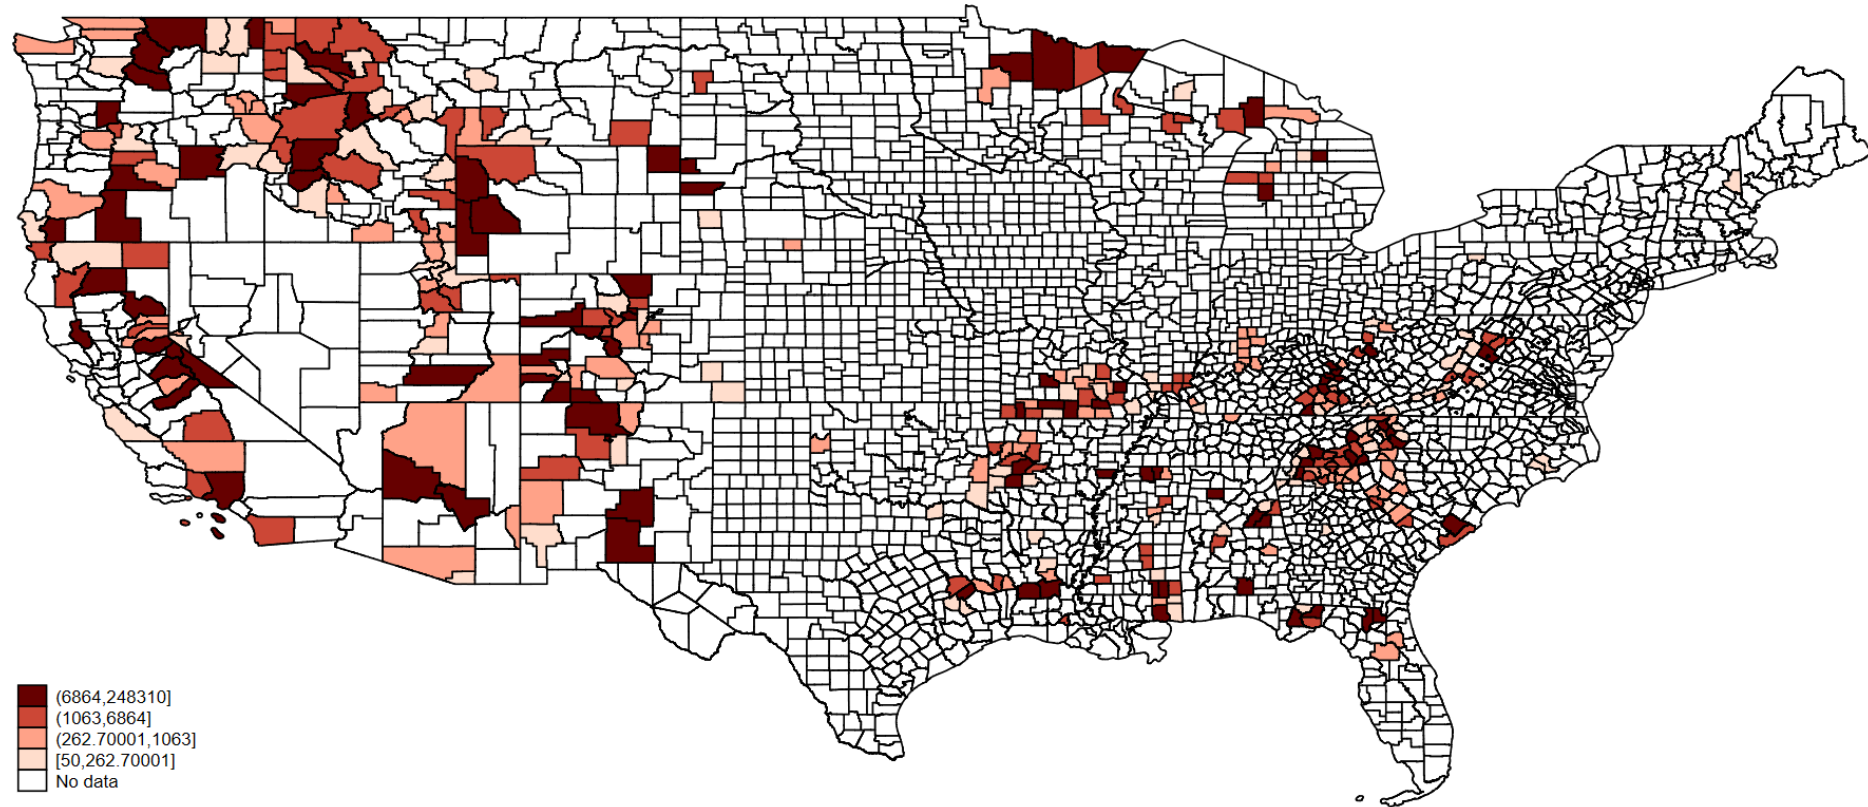 (6864,248310]
(1063,6864]
(262.70001,1063]
[50,262.70001]
No data